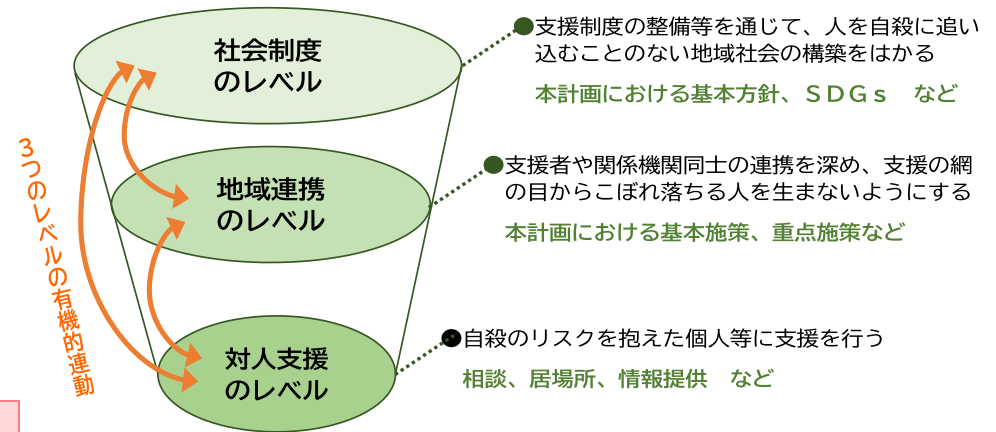 社会制度
のレベル
●支援制度の整備等を通じて、人を自殺に追い
込むことのない地域社会の構築をはかる
本計画における基本方針、ＳＤＧｓ　など
３つのレベルの有機的連動
地域連携
のレベル
●支援者や関係機関同士の連携を深め、支援の網
の目からこぼれ落ちる人を生まないようにする
本計画における基本施策、重点施策など
対人支援
のレベル
●自殺のリスクを抱えた個人等に支援を行う
相談、居場所、情報提供　など